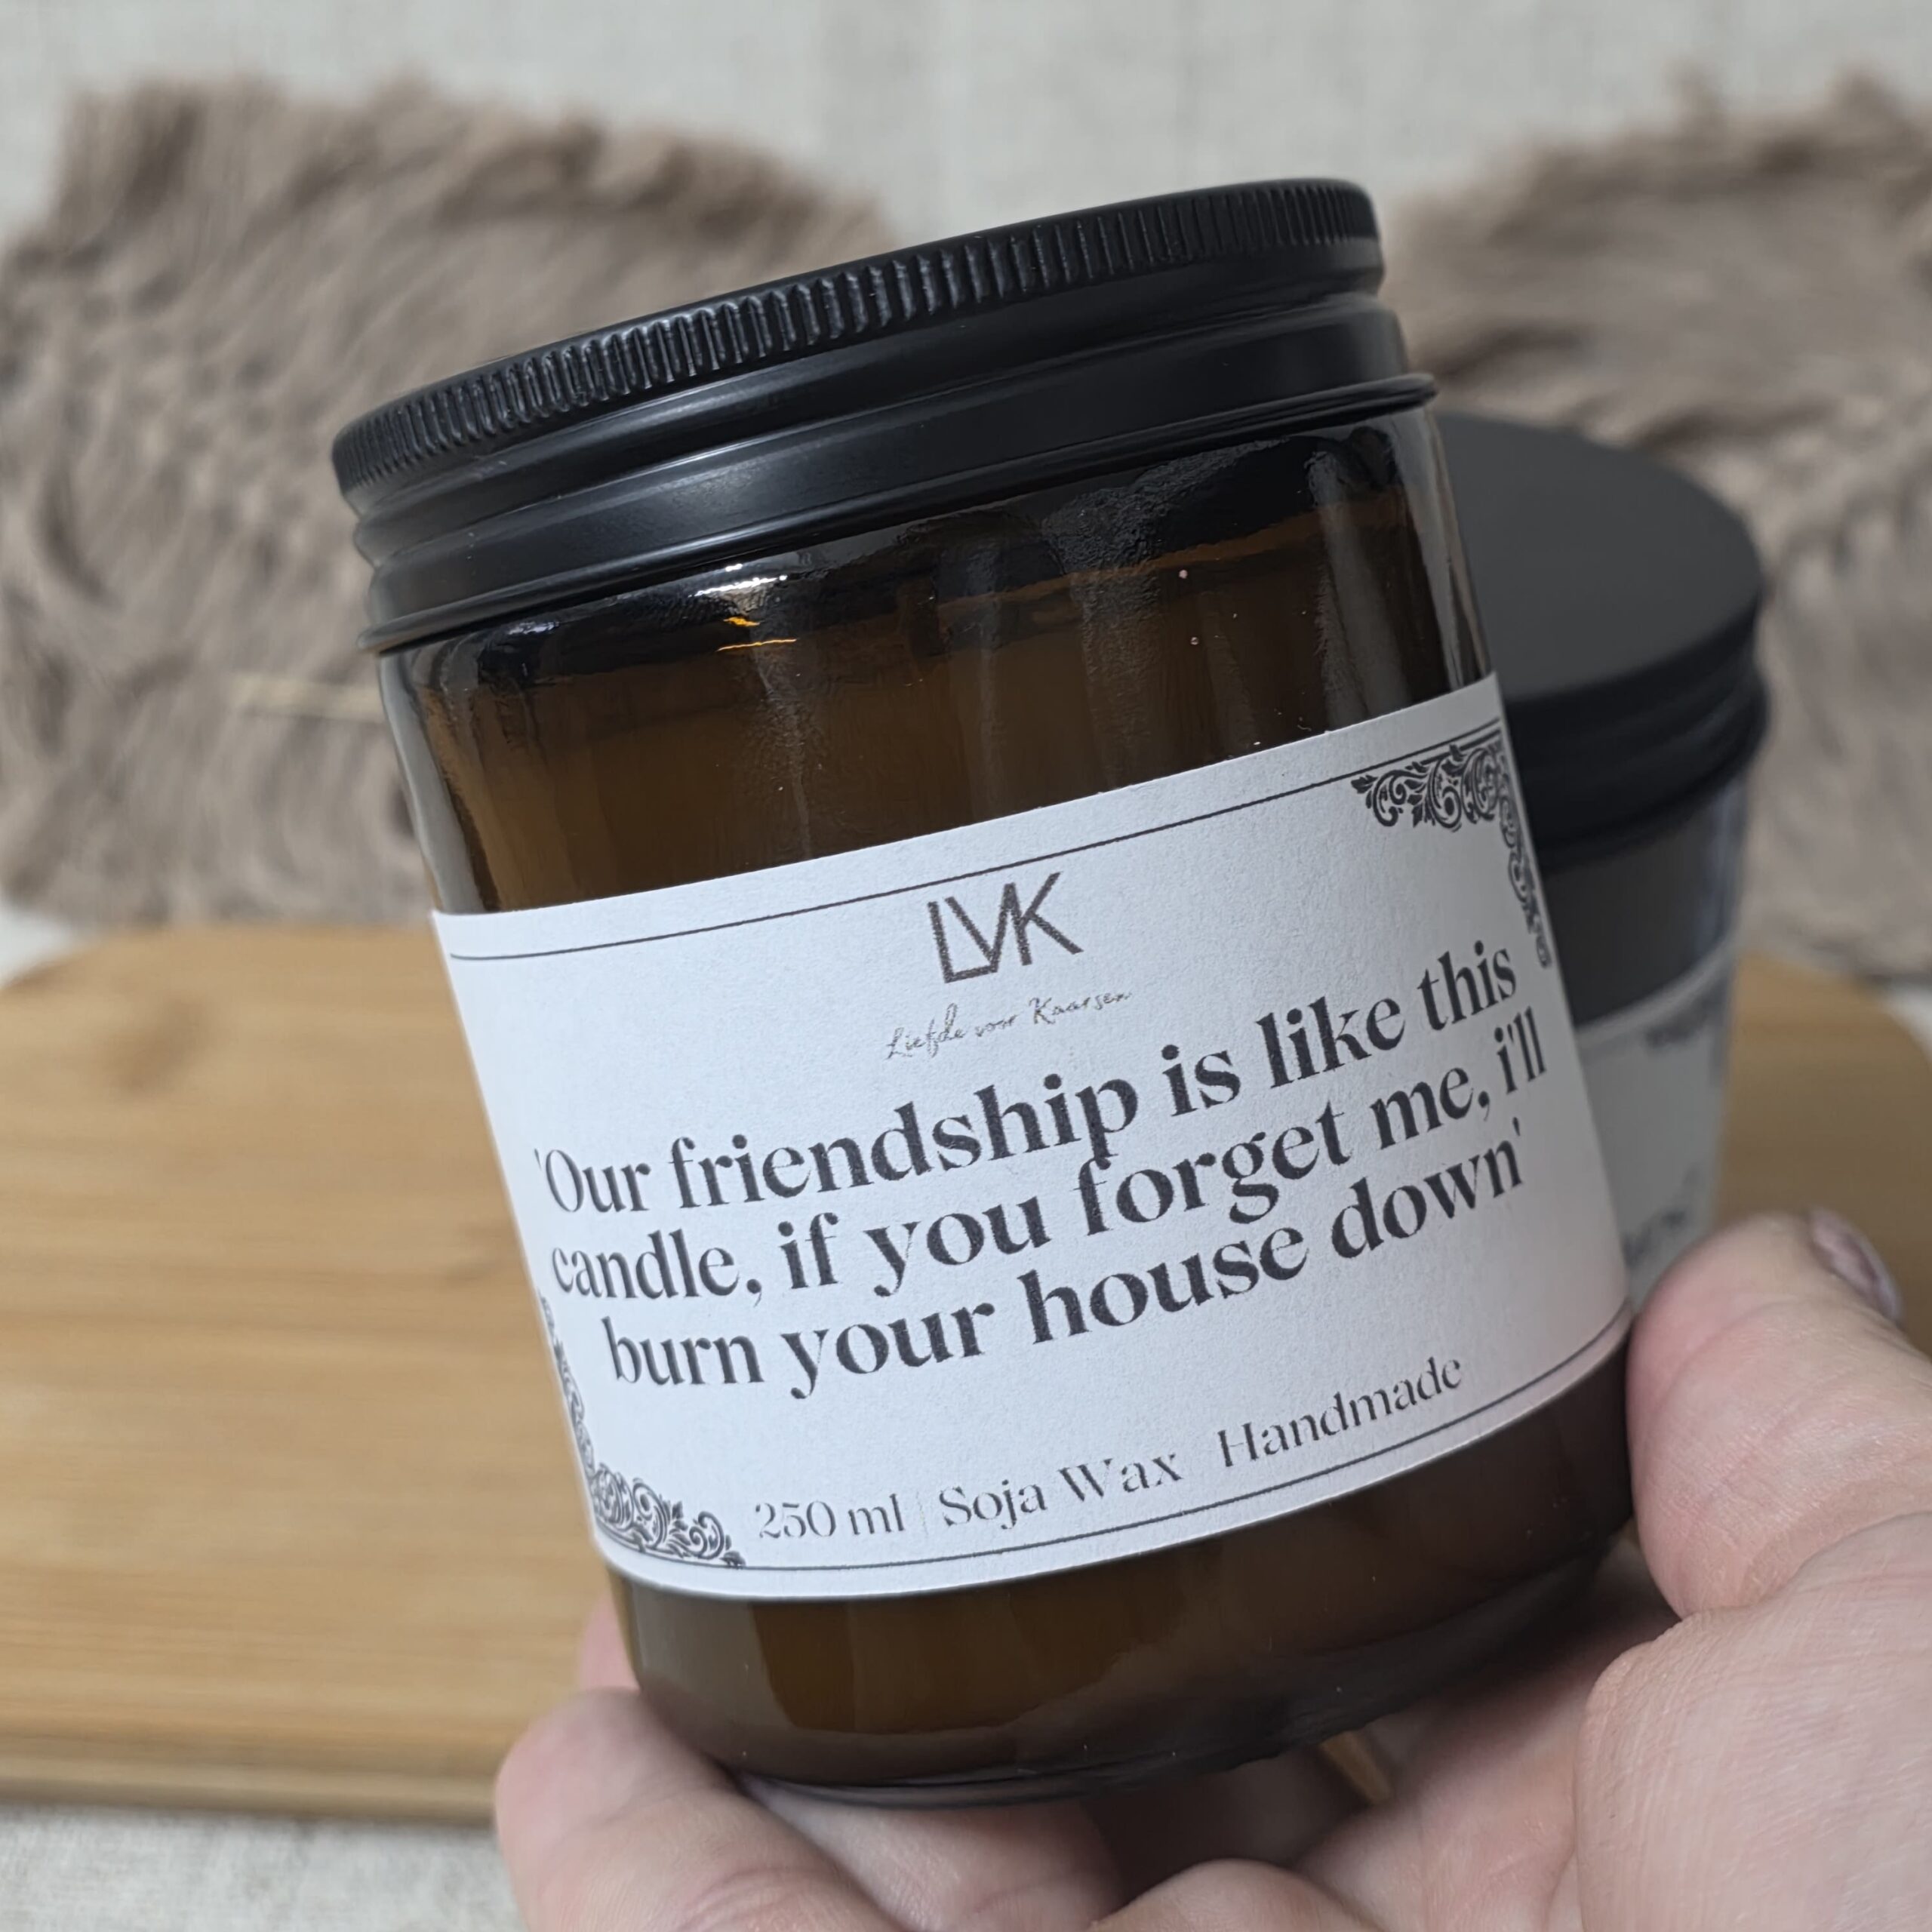 LVK
Liefde voor Kaarsen
'Our friendship is like this
candle, if you forget me, i'll
burn your house down'
250 ml | Soja Wax Handmade